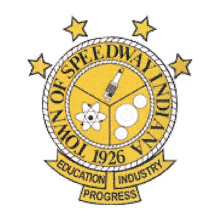 TOWN OF SPEEDWAY INDIANA
1926
EDUCATION INDUSTRY
PROGRESS